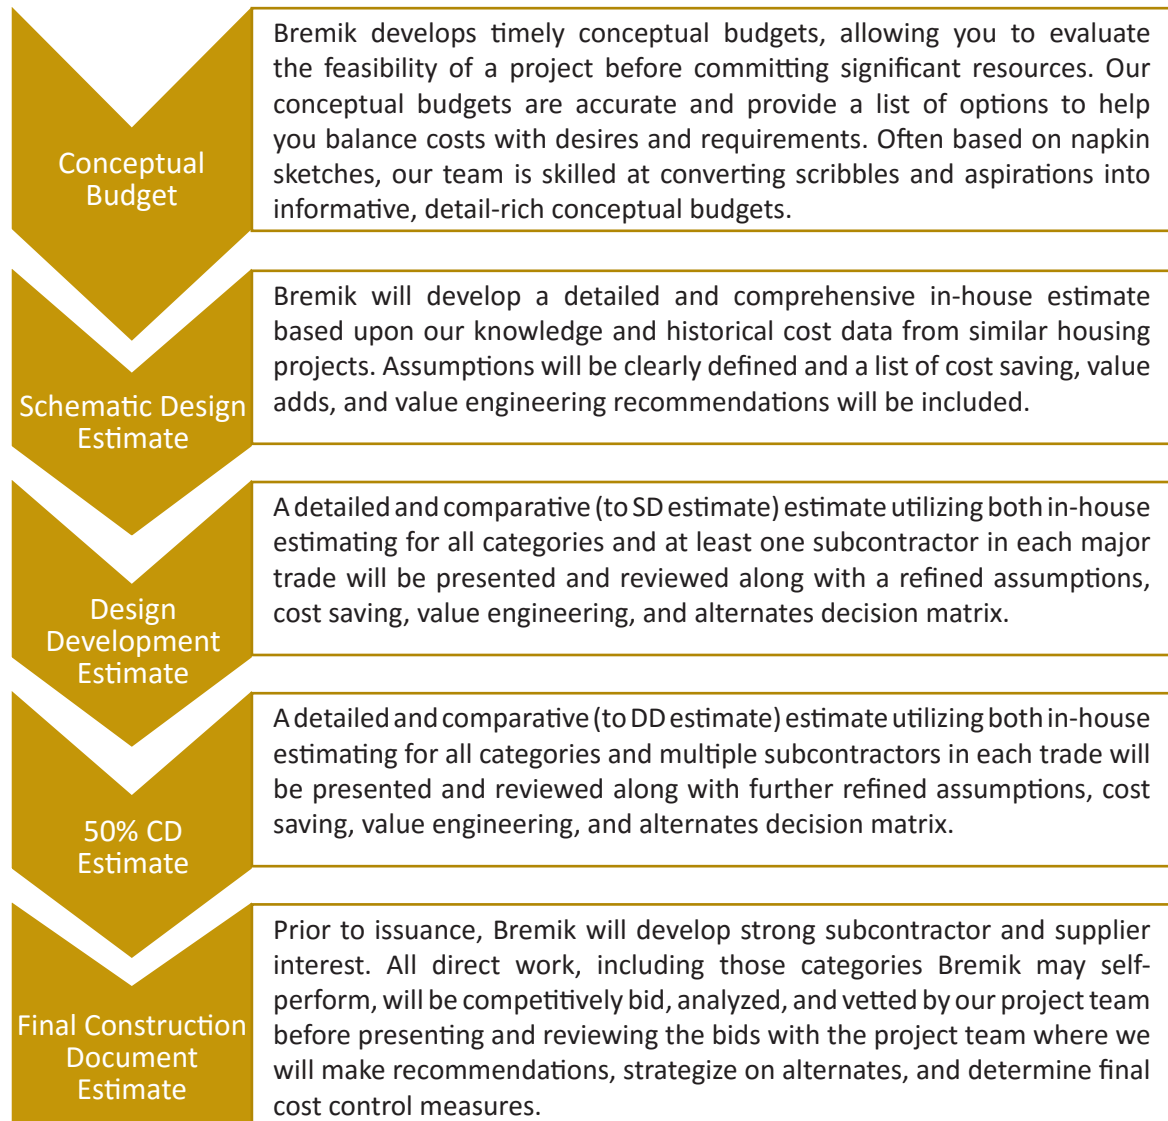 Conceptual
Budget
Bremik develops timely conceptual budgets, allowing you to evaluate
the feasibility of a project before committing significant resources. Our
conceptual budgets are accurate and provide a list of options to help
you balance costs with desires and requirements. Often based on napkin
sketches, our team is skilled at converting scribbles and aspirations into
informative, detail-rich conceptual budgets.
Schematic Design
Estimate
Bremik will develop a detailed and comprehensive in-house estimate
based upon our knowledge and historical cost data from similar housing
projects. Assumptions will be clearly defined and a list of cost saving, value
adds, and value engineering recommendations will be included.
Design
Development
Estimate
A detailed and comparative (to SD estimate) estimate utilizing both in-house
estimating for all categories and at least one subcontractor in each major
trade will be presented and reviewed along with a refined assumptions,
cost saving, value engineering, and alternates decision matrix.
50% CD
Estimate
A detailed and comparative (to DD estimate) estimate utilizing both in-house
estimating for all categories and multiple subcontractors in each trade will
be presented and reviewed along with further refined assumptions, cost
saving, value engineering, and alternates decision matrix.
Final Construction
Document
Estimate
Prior to issuance, Bremik will develop strong subcontractor and supplier
interest. All direct work, including those categories Bremik may self-
perform, will be competitively bid, analyzed, and vetted by our project team
before presenting and reviewing the bids with the project team where we
will make recommendations, strategize on alternates, and determine final
cost control measures.